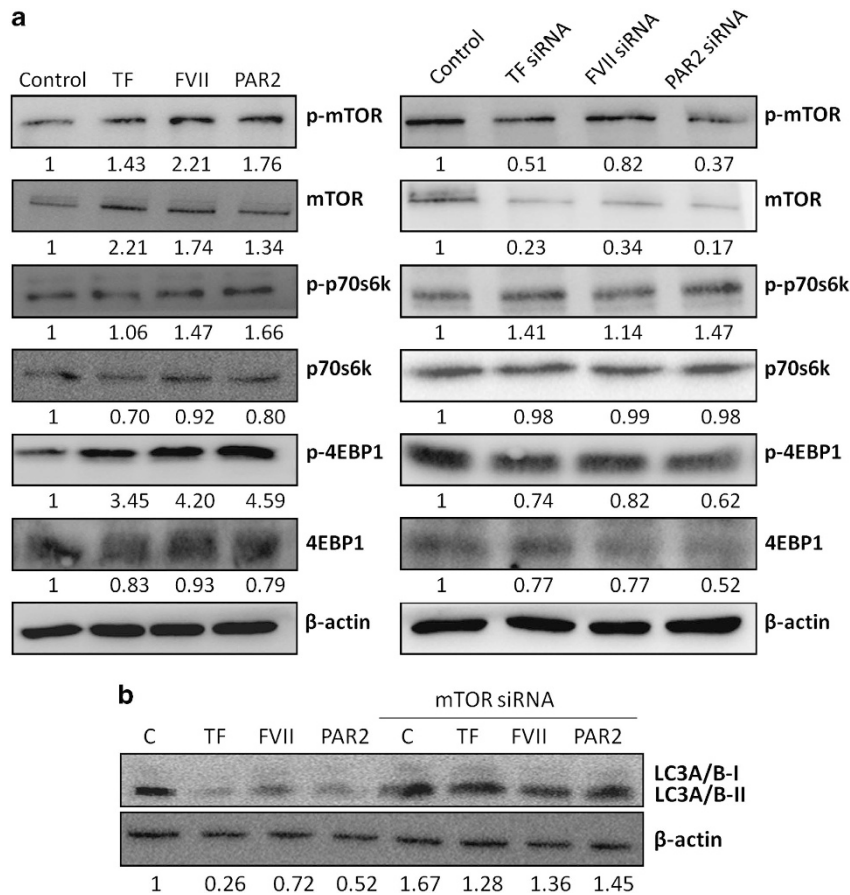 a
Control TF FVII PAR2
p-mTOR
1 1.43 2.21 1.76
mTOR
1 2.21 1.74 1.34
p-p70s6k
1 1.06 1.47 1.66
p70s6k
1 0.70 0.92 0.80
p-4EBP1
1 3.45 4.20 4.59
4EBP1
1 0.83 0.93 0.79
β-actin
Control TF siRNA FVII siRNA PAR2 siRNA
p-mTOR
1 0.51 0.82 0.37
mTOR
1 0.23 0.34 0.17
p-p70s6k
1 1.41 1.14 1.47
p70s6k
1 0.98 0.99 0.98
p-4EBP1
1 0.74 0.82 0.62
4EBP1
1 0.77 0.77 0.52
β-actin
b
mTOR siRNA
C TF FVII PAR2 C TF FVII PAR2
LC3A/B-I
LC3A/B-II
β-actin
1 0.26 0.72 0.52 1.67 1.28 1.36 1.45